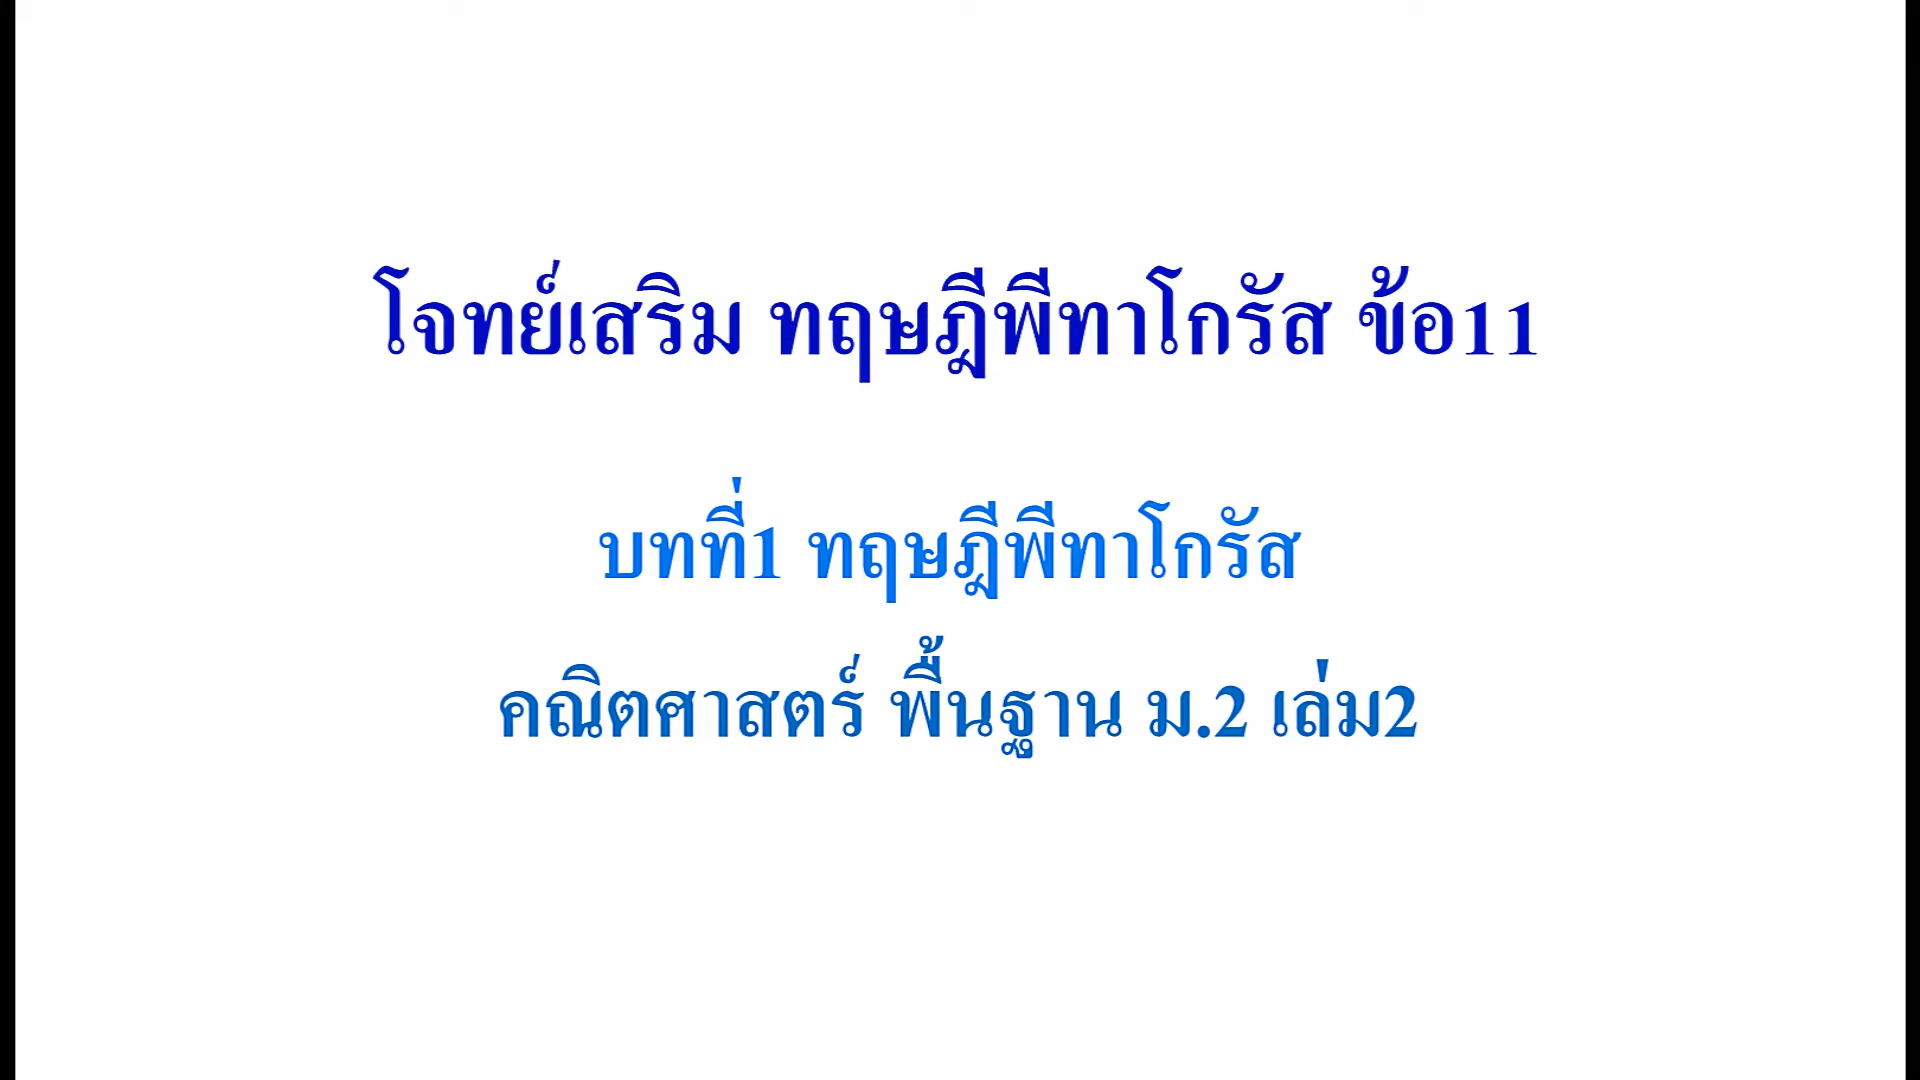 โจทย์เสริม ทฤษฎีพีทาโกรัส ข้อ11
บทที่1 ทฤษฎีพีทาโกรัส
คณิตศาสตร์ พื้นฐาน ม.2 เล่ม2